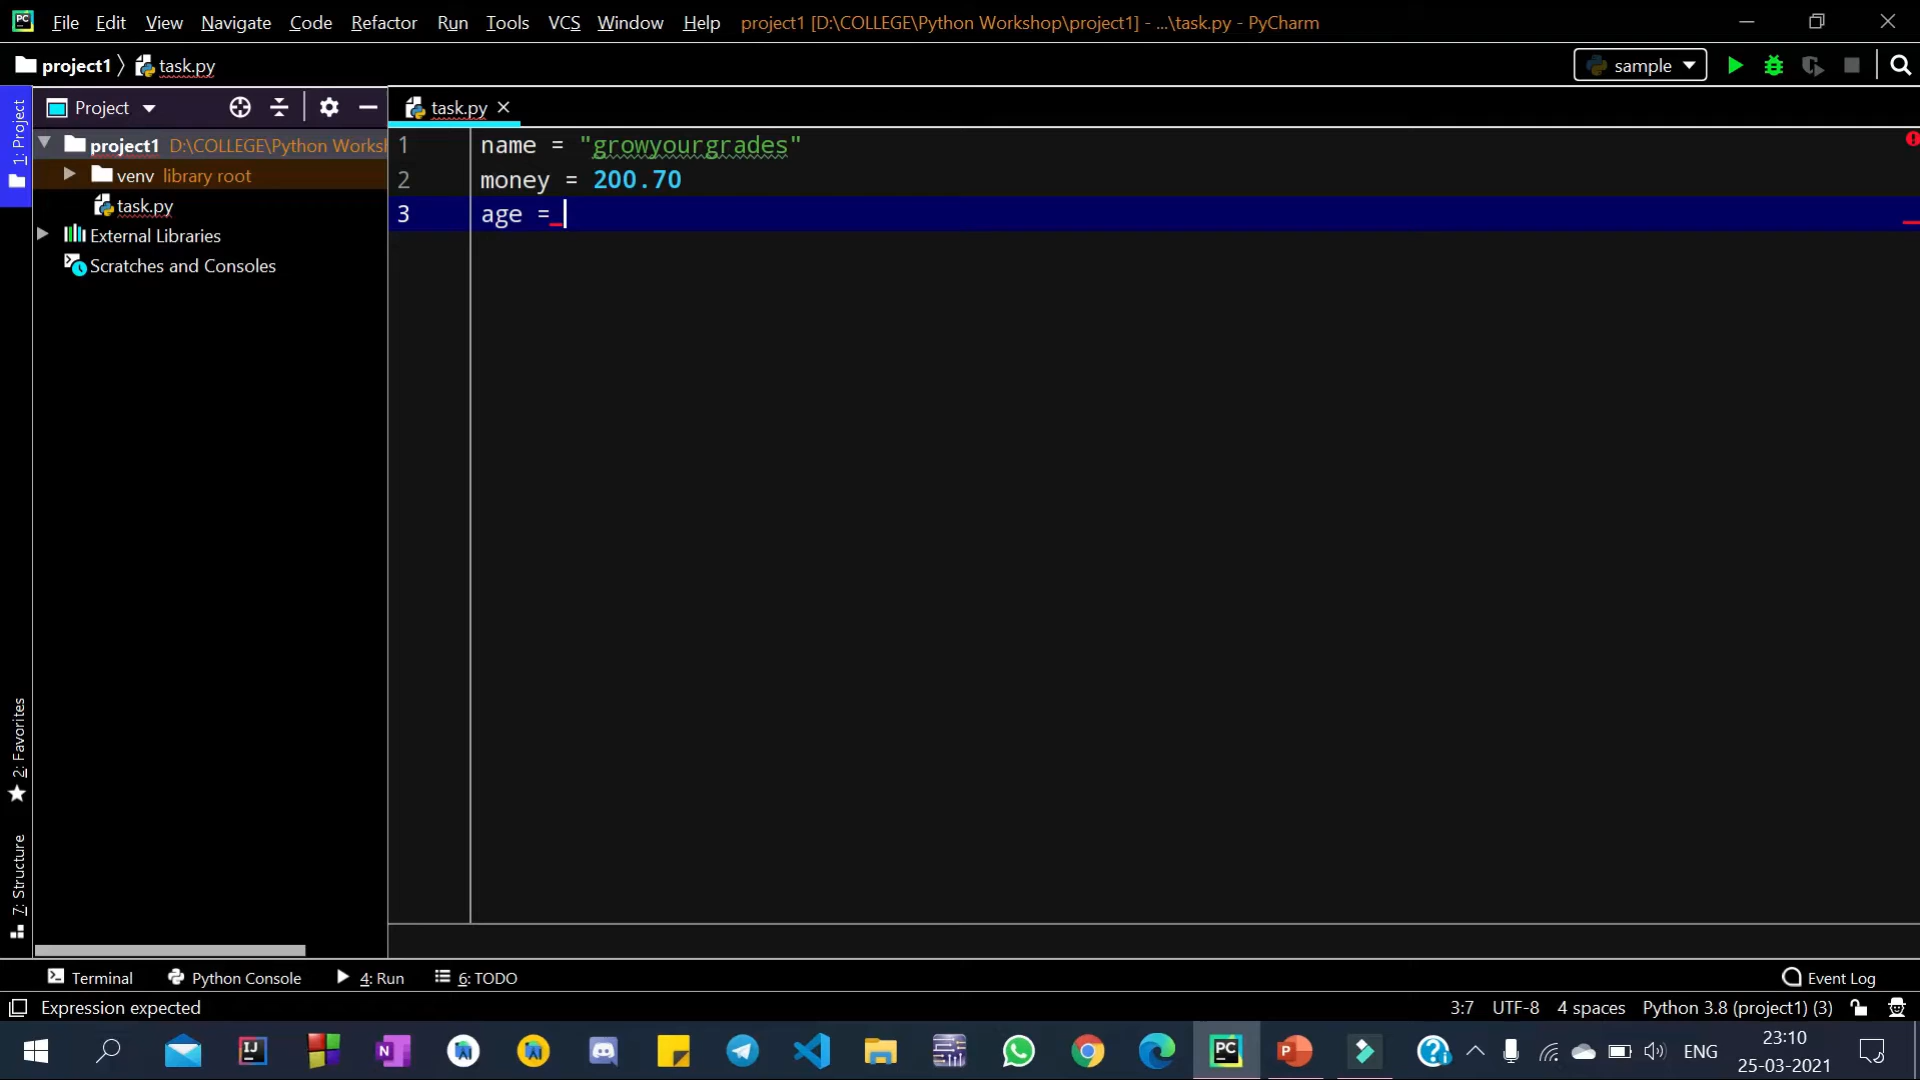 File Edit View Navigate Code Refactor Run Tools VCS Window Help project1 [D:\COLLEGE\Python Workshop\project1] - ...\task.py - PyCharm
project1 task.py sample
1: Project
Project
task.py
project1 D:\COLLEGE\Python Works
venv library root
task.py
External Libraries
Scratches and Consoles
1 name = "growyourgrades"
2 money = 200.70
3 age =
2: Favorites
7: Structure
Terminal Python Console 4: Run 6: TODO Event Log
Expression expected 3:7 UTF-8 4 spaces Python 3.8 (project1) (3)
ENG 23:10
25-03-2021